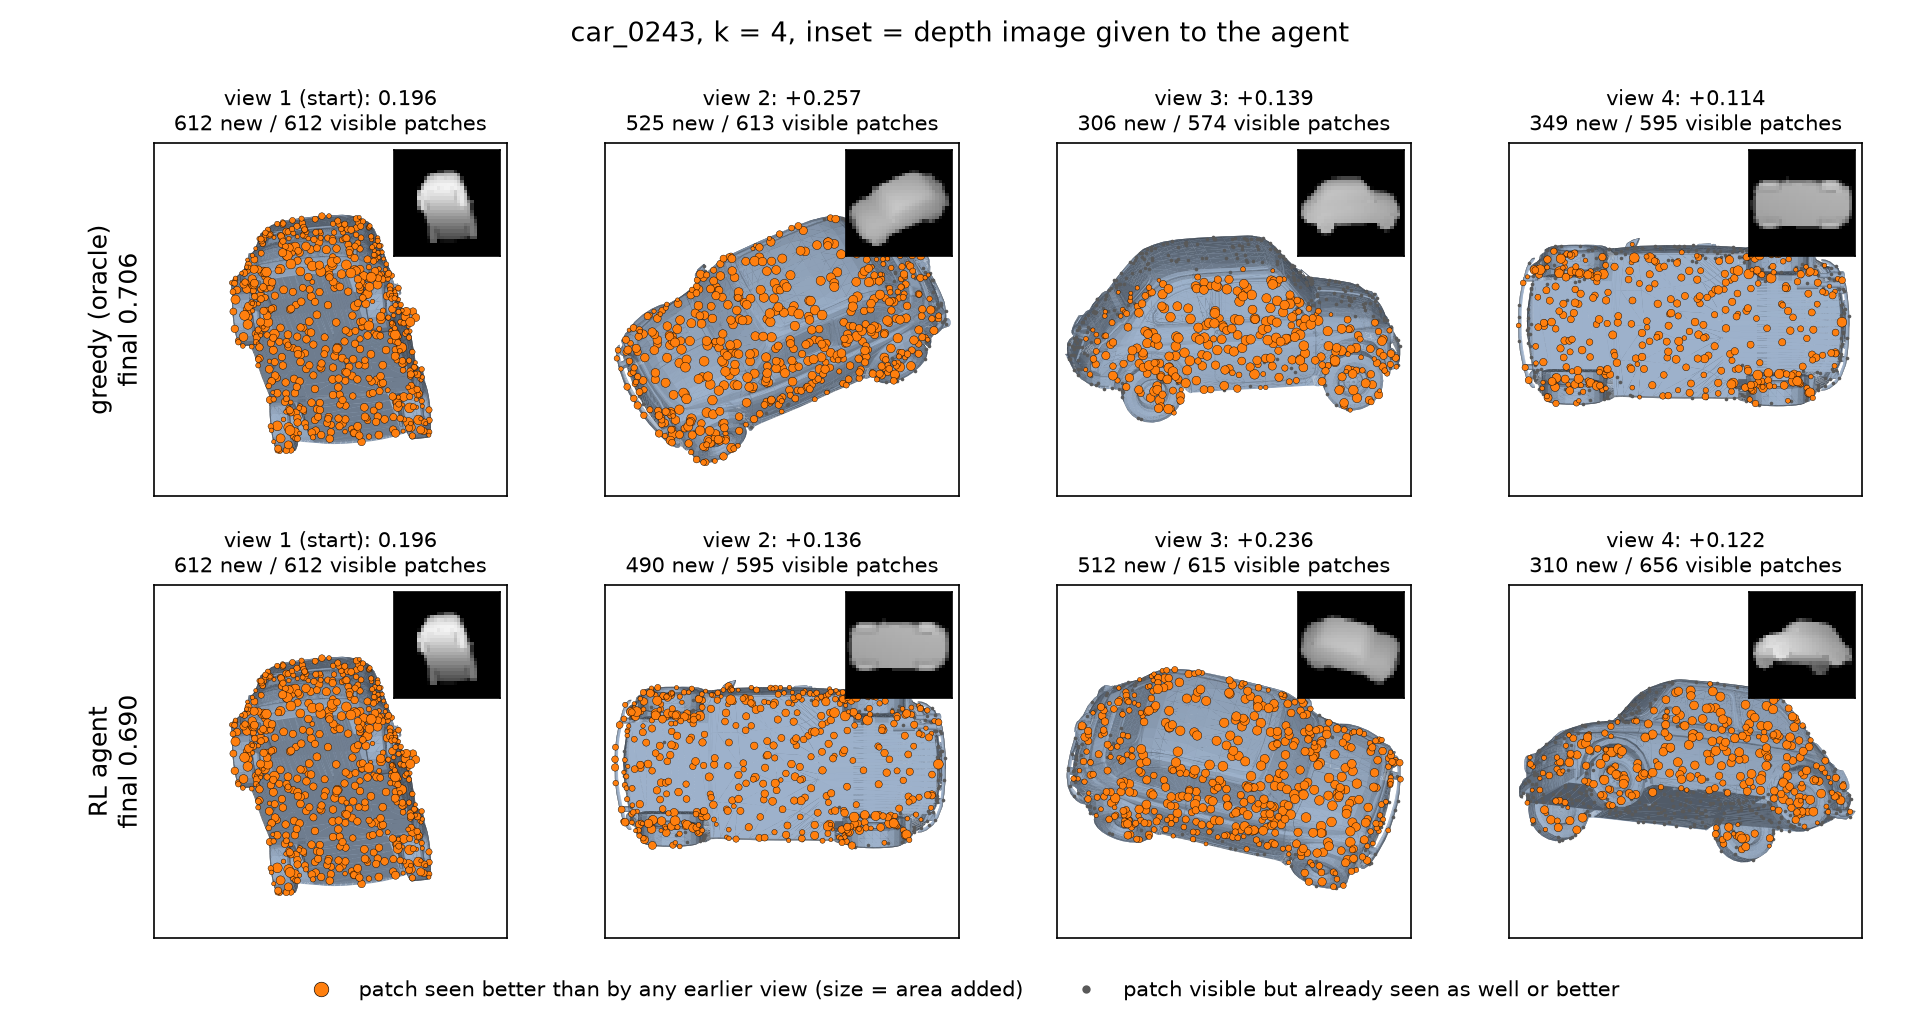 car_0243, k = 4, inset = depth image given to the agent
view 1 (start): 0.196
612 new / 612 visible patches
view 2: +0.257
525 new / 613 visible patches
view 3: +0.139
306 new / 574 visible patches
view 4: +0.114
349 new / 595 visible patches
greedy (oracle)
final 0.706
view 1 (start): 0.196
612 new / 612 visible patches
view 2: +0.136
490 new / 595 visible patches
view 3: +0.236
512 new / 615 visible patches
view 4: +0.122
310 new / 656 visible patches
RL agent
final 0.690
patch seen better than by any earlier view (size = area added)
patch visible but already seen as well or better